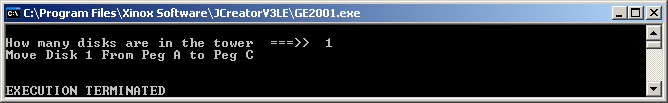 C:\Program Files\Xinox Software\JCreatorV3LE\GE2001.exe
How many disks are in the tower ===>> 1
Move Disk 1 From Peg A to Peg C
EXECUTION TERMINATED